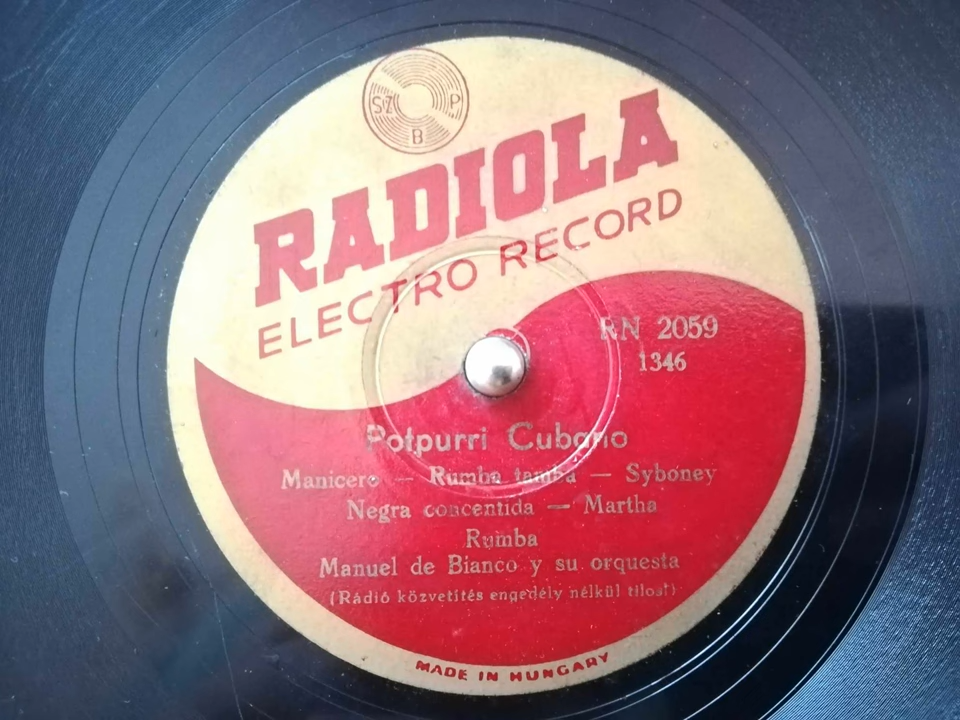 SZ P
B
RADIOLA
ELECTRO RECORD
RN 2059
1346
Potpurri Cubano
Manicero — Rumba tamba — Syboney
Negra concentida — Martha
Rumba
Manuel de Bianco y su orquesta
(Rádió közvetítés engedély nélkül tilos!)
MADE IN HUNGARY